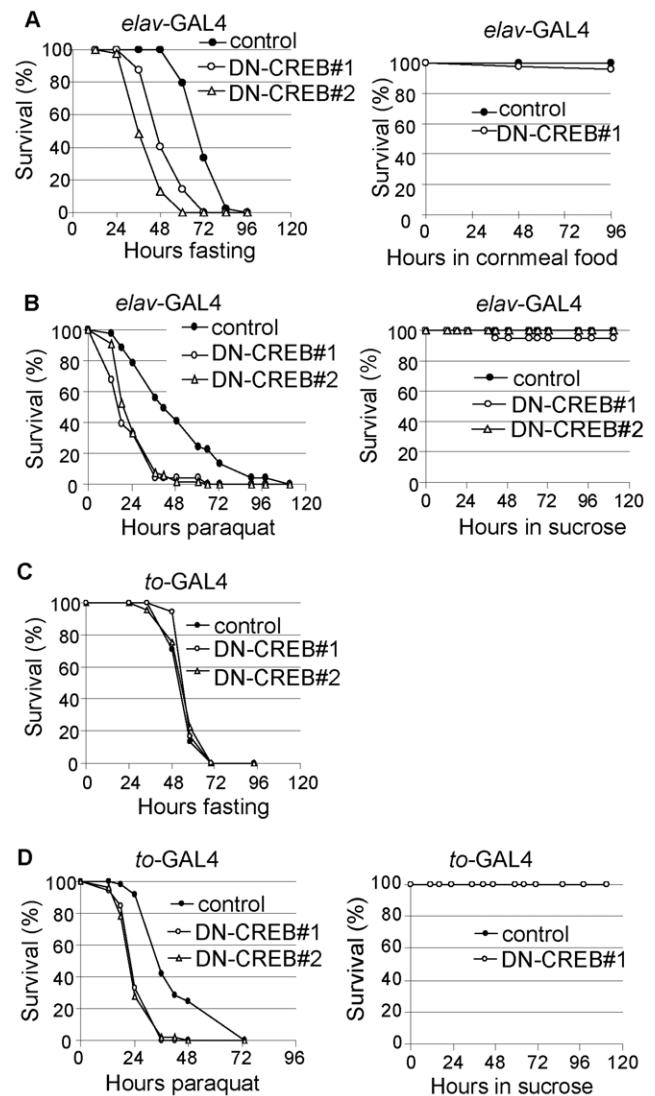 A
elav-GAL4
control
DN-CREB#1
DN-CREB#2
Survival (%)
100
80
60
40
20
0
0 24 48 72 96 120
Hours fasting
elav-GAL4
control
DN-CREB#1
Survival (%)
100
80
60
40
20
0
0 24 48 72 96
Hours in cornmeal food
B
elav-GAL4
control
DN-CREB#1
DN-CREB#2
Survival (%)
100
80
60
40
20
0
0 24 48 72 96 120
Hours paraquat
elav-GAL4
control
DN-CREB#1
DN-CREB#2
Survival (%)
100
80
60
40
20
0
0 24 48 72 96 120
Hours in sucrose
C
to-GAL4
control
DN-CREB#1
DN-CREB#2
Survival (%)
100
80
60
40
20
0
0 24 48 72 96 120
Hours fasting
D
to-GAL4
control
DN-CREB#1
DN-CREB#2
Survival (%)
100
80
60
40
20
0
0 24 48 72 96
Hours paraquat
to-GAL4
control
DN-CREB#1
Survival (%)
100
80
60
40
20
0
0 24 48 72 96 120
Hours in sucrose